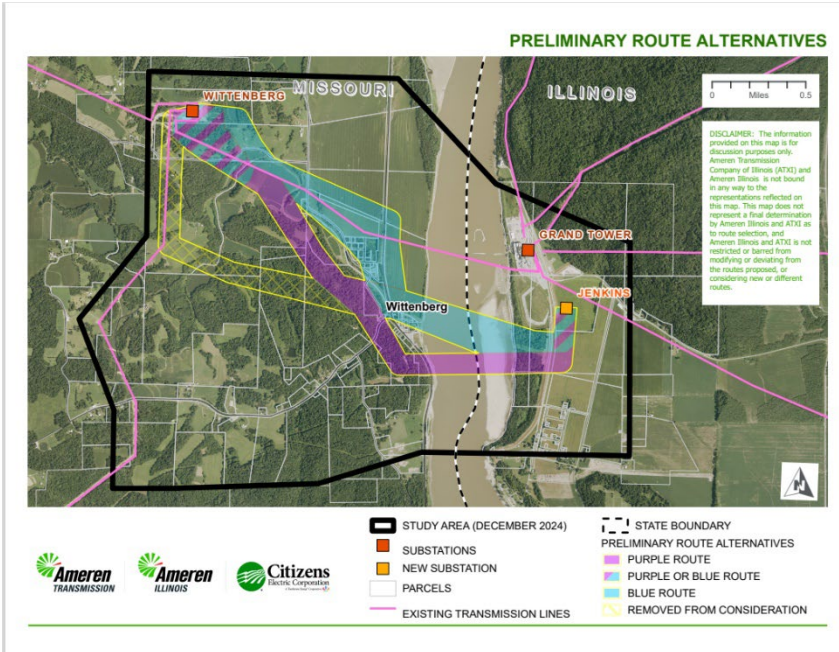 PRELIMINARY ROUTE ALTERNATIVES
WITTENBERG
MISSOURI
ILLINOIS
0 Miles 0.5
DISCLAIMER: The information
provided on this map is for
discussion purposes only.
Ameren Transmission
Company of Illinois (ATXI) and
Ameren Illinois is not bound
in any way to the
representations reflected on
this map. This map does not
represent a final determination
by Ameren Illinois and ATXI as
to route selection, and
Ameren Illinois and ATXI is not
restricted or barred from
modifying or deviating from
the routes proposed, or
considering new or different
routes.
GRAND TOWER
JENKINS
Wittenberg
N
STUDY AREA (DECEMBER 2024)
SUBSTATIONS
NEW SUBSTATION
PARCELS
EXISTING TRANSMISSION LINES
STATE BOUNDARY
PRELIMINARY ROUTE ALTERNATIVES
PURPLE ROUTE
PURPLE OR BLUE ROUTE
BLUE ROUTE
REMOVED FROM CONSIDERATION
Ameren
TRANSMISSION
Ameren
ILLINOIS
Citizens
Electric Corporation